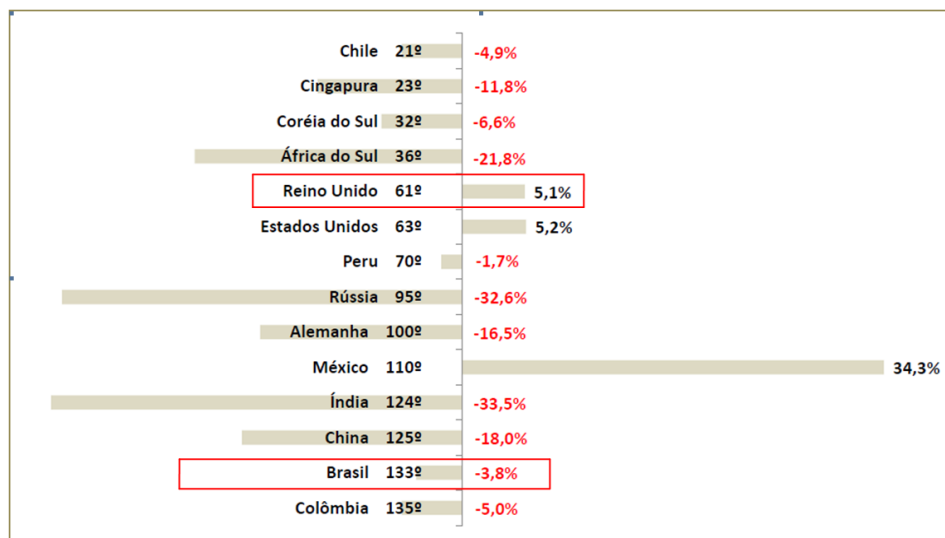 Chile 21º -4,9%
Cingapura 23º -11,8%
Coréia do Sul 32º -6,6%
África do Sul 36º -21,8%
Reino Unido 61º 5,1%
Estados Unidos 63º 5,2%
Peru 70º -1,7%
Rússia 95º -32,6%
Alemanha 100º -16,5%
México 110º 34,3%
Índia 124º -33,5%
China 125º -18,0%
Brasil 133º -3,8%
Colômbia 135º -5,0%